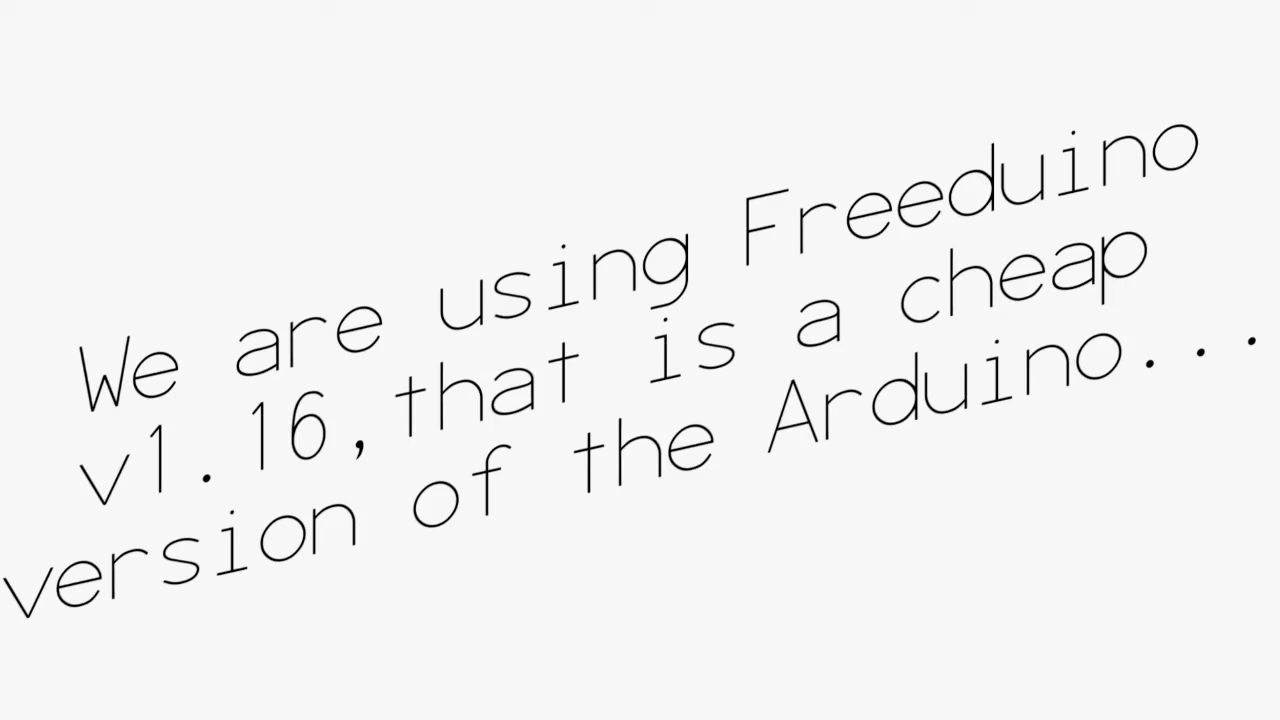 We are using Freeduino
v1.16,that is a cheap
version of the Arduino...